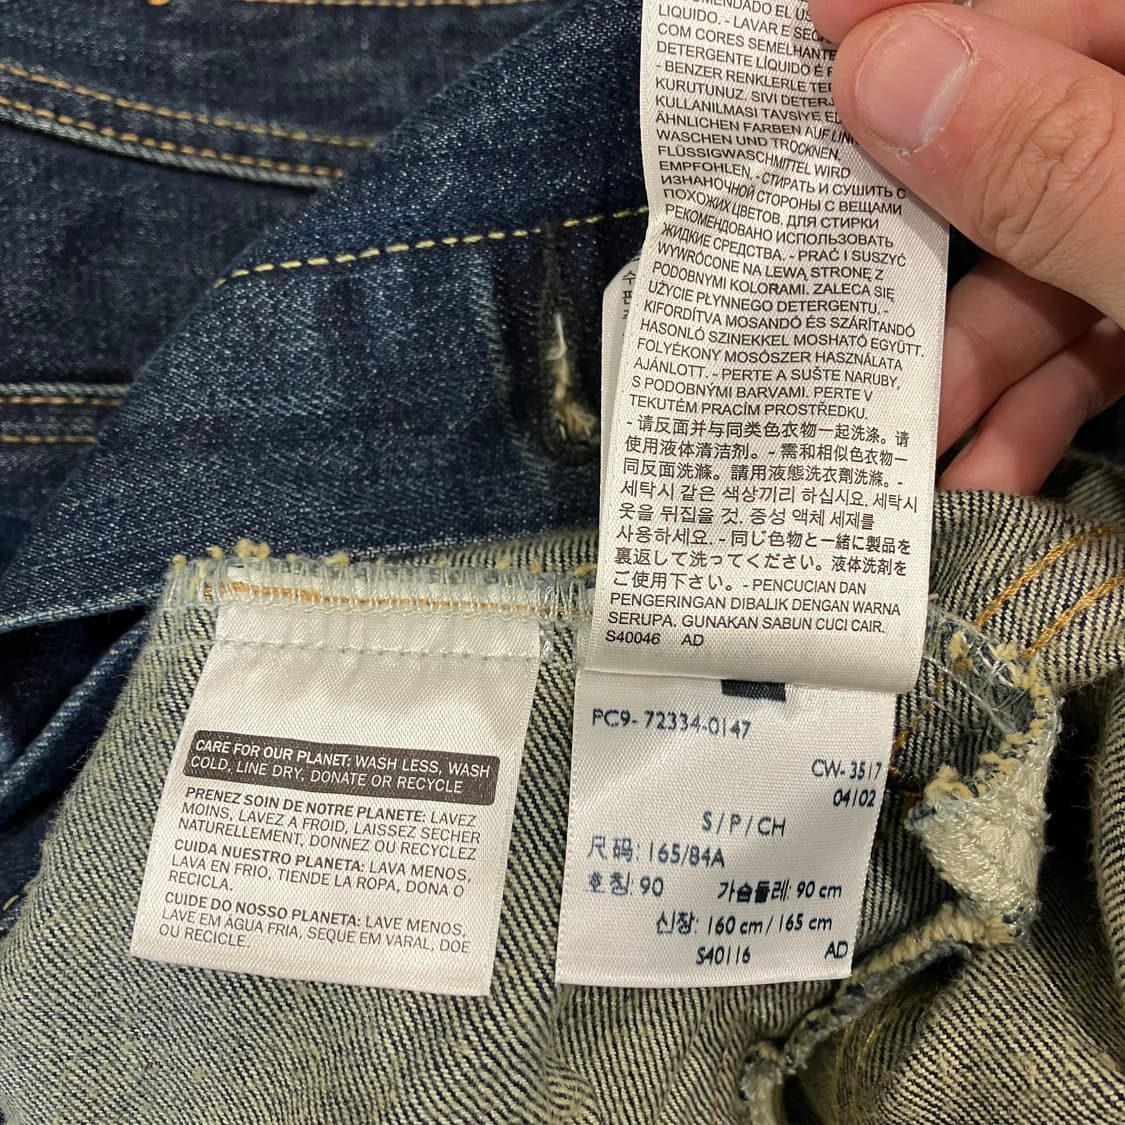 LIQUIDO. - LAVAR E
COM CORES SEMELHANTE
DETERGENTE LÍQUIDO É
- BENZER RENKLERLE
KURUTUNUZ. SIVI
KULLANILMASI TAVSİYE
ÄHNLICHEN FARBEN AUF
WASCHEN UND TROCKNEN.
FLÜSSIGWASCHMITTEL WIRD
EMPFOHLEN. - СТИРАТЬ И СУШИТЬ С
ИЗНАНОЧНОЙ СТОРОНЫ С ВЕЩАМИ
ПОХОЖИХ ЦВЕТОВ. ДЛЯ СТИРКИ
РЕКОМЕНДОВАНО ИСПОЛЬЗОВАТЬ
ЖИДКИЕ СРЕДСТВА. - PRAĆ I SUSZYĆ
WYWRÓCONE NA LEWĄ STRONĘ Z
PODOBNYMI KOLORAMI. ZALECA SIĘ
UŻYCIE PŁYNNEGO DETERGENTU. -
KIFORDÍTVA MOSANDÓ ÉS SZÁRÍTANDÓ
HASONLÓ SZINEKKEL MOSHATÓ EGYÜTT.
FOLYÉKONY MOSÓSZER HASZNÁLATA
AJÁNLOTT. - PERTE A SUŠTE NARUBY,
S PODOBNÝMI BARVAMI. PERTE V
TEKUTÉM PRACÍM PROSTŘEDKU.
- 请反面并与同类色衣物一起洗涤。请
使用液体清洁剂。- 需和相似色衣物一
同反面洗滌。請用液態洗衣劑洗滌。-
세탁시 같은 색상끼리 하십시요. 세탁시
옷을 뒤집을 것. 중성 액체 세제를
사용하세요. - 同じ色物と一緒に製品を
裏返して洗ってください。液体洗剤を
ご使用下さい。- PENCUCIAN DAN
PENGERINGAN DIBALIK DENGAN WARNA
SERUPA. GUNAKAN SABUN CUCI CAIR.
S40046 AD
CARE FOR OUR PLANET: WASH LESS, WASH
COLD, LINE DRY, DONATE OR RECYCLE
PRENEZ SOIN DE NOTRE PLANETE: LAVEZ
MOINS, LAVEZ A FROID, LAISSEZ SECHER
NATURELLEMENT, DONNEZ OU RECYCLEZ
CUIDA NUESTRO PLANETA: LAVA MENOS,
LAVA EN FRIO, TIENDE LA ROPA, DONA O
RECICLA.
CUIDE DO NOSSO PLANETA: LAVE MENOS,
LAVE EM ÁGUA FRIA, SEQUE EM VARAL, DOE
OU RECICLE.
PC9- 72334-0147
CW- 3517
04102
S / P / CH
尺码: 165/84A
호칭: 90 가슴둘레: 90 cm
신장: 160 cm / 165 cm
S40116 AD